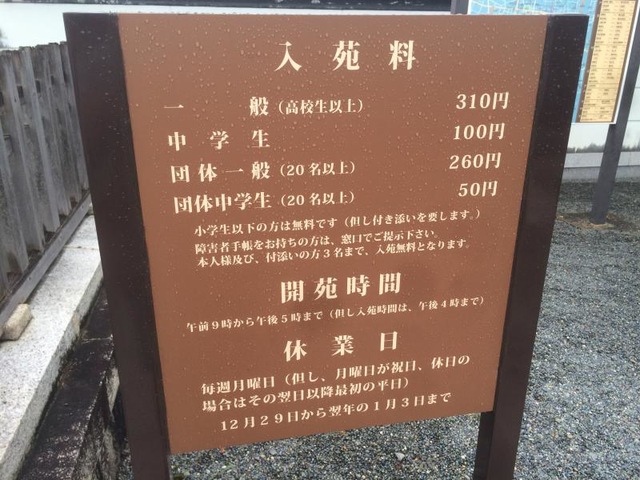 入苑料
一般（高校生以上） 310円
中学生 100円
団体一般（20名以上） 260円
団体中学生（20名以上） 50円
小学生以下の方は無料です（但し付き添いを要します。）
障害者手帳をお持ちの方は、窓口でご提示下さい。
本人様及び、付添いの方3名まで、入苑無料となります。
開苑時間
午前9時から午後5時まで（但し入苑時間は、午後4時まで）
休業日
毎週月曜日（但し、月曜日が祝日、休日の
場合はその翌日以降最初の平日）
12月29日から翌年の1月3日まで